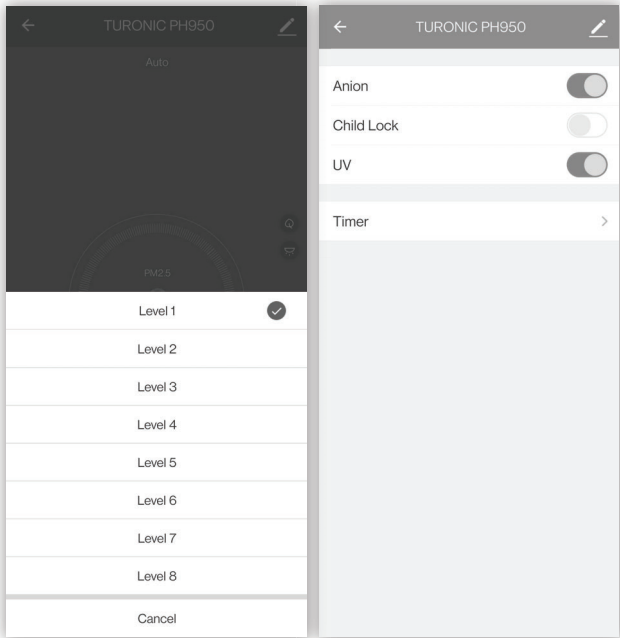 TURONIC PH950
Auto
PM2.5
Level 1
Level 2
Level 3
Level 4
Level 5
Level 6
Level 7
Level 8
Cancel
TURONIC PH950
Anion
Child Lock
UV
Timer